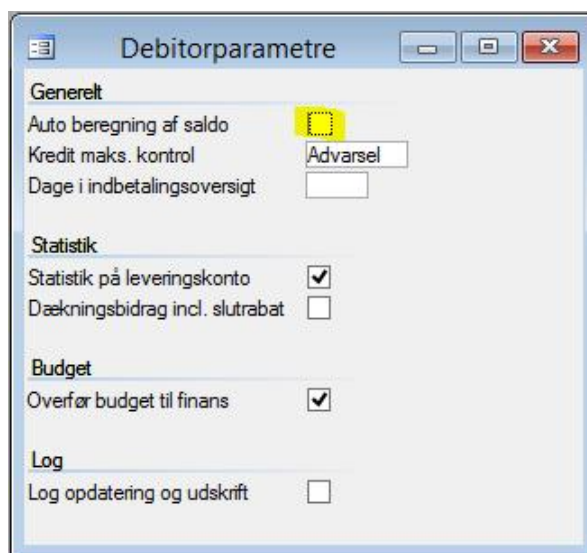 Debitorparametre
Generelt
Auto beregning af saldo
Kredit maks. kontrol Advarsel
Dage i indbetalingsoversigt
Statistik
Statistik på leveringskonto
Dækningsbidrag incl. slutrabat
Budget
Overfør budget til finans
Log
Log opdatering og udskrift